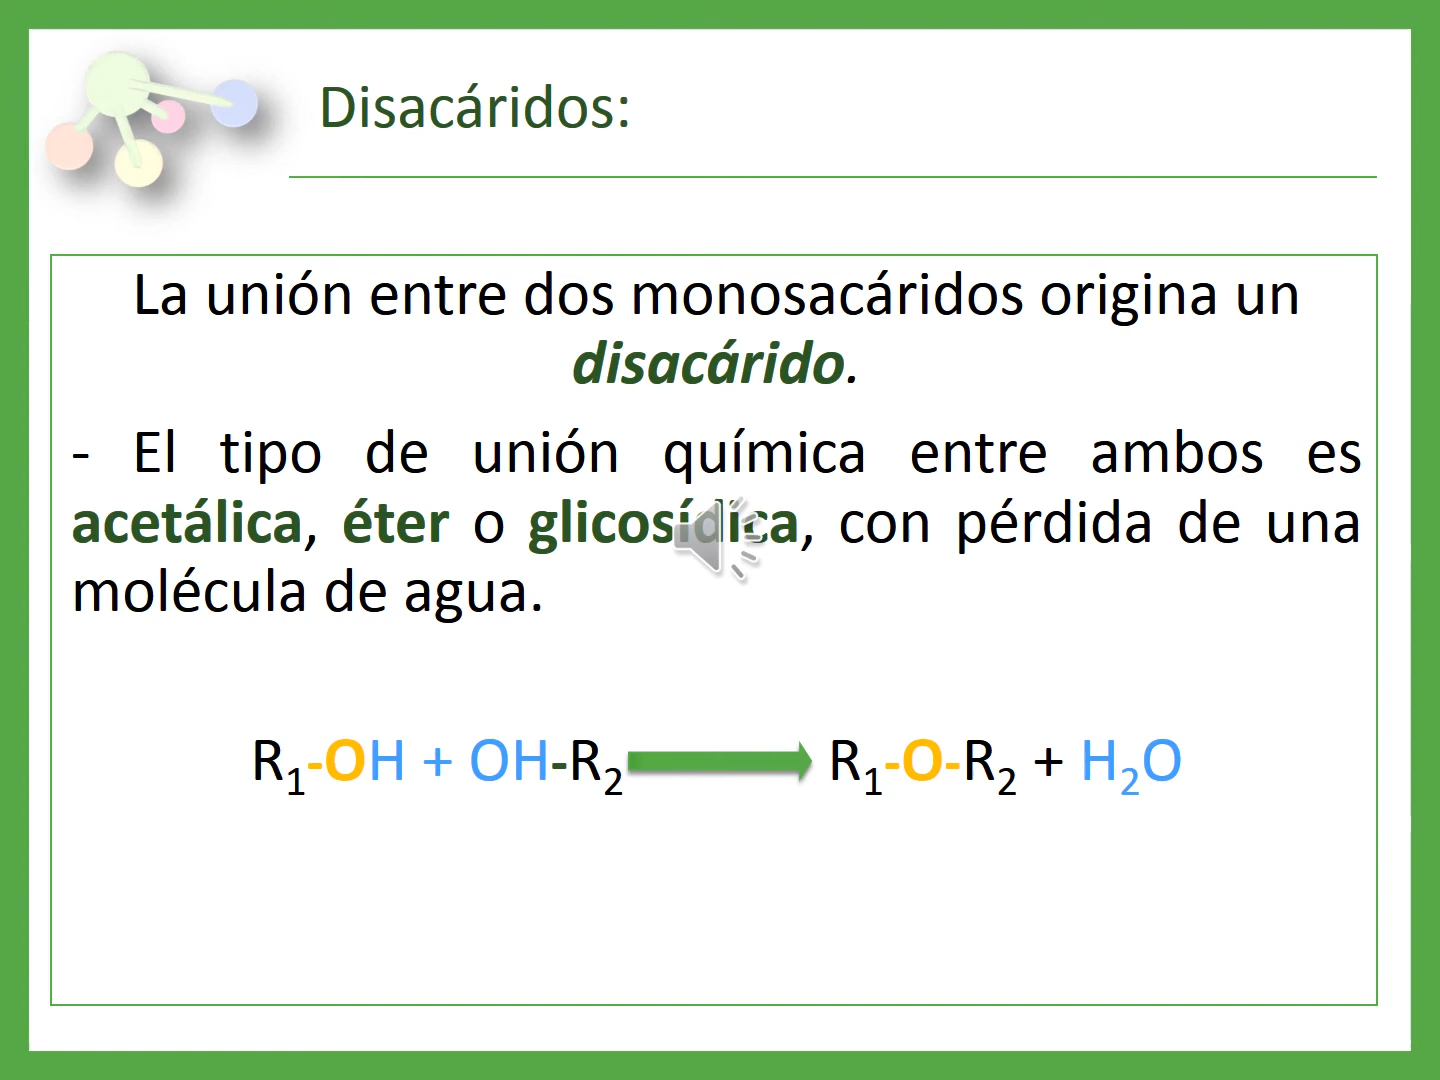 Disacáridos:
La unión entre dos monosacáridos origina un
disacárido.
- El tipo de unión química entre ambos es
acetálica, éter o glicosídica, con pérdida de una
molécula de agua.
R₁-OH + OH-R₂ R₁-O-R₂ + H₂O